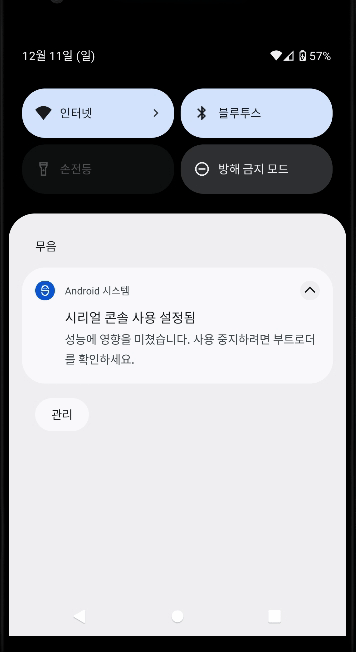 12월 11일 (일)
57%
인터넷
블루투스
손전등
방해 금지 모드
무음
Android 시스템
시리얼 콘솔 사용 설정됨
성능에 영향을 미쳤습니다. 사용 중지하려면 부트로더
를 확인하세요.
관리